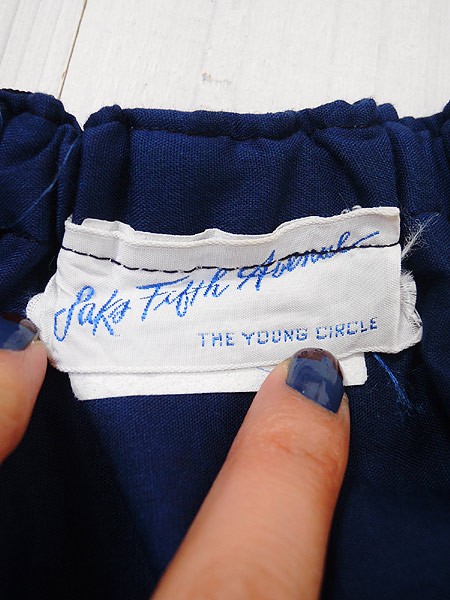 Saks Fifth Avenue
THE YOUNG CIRCLE